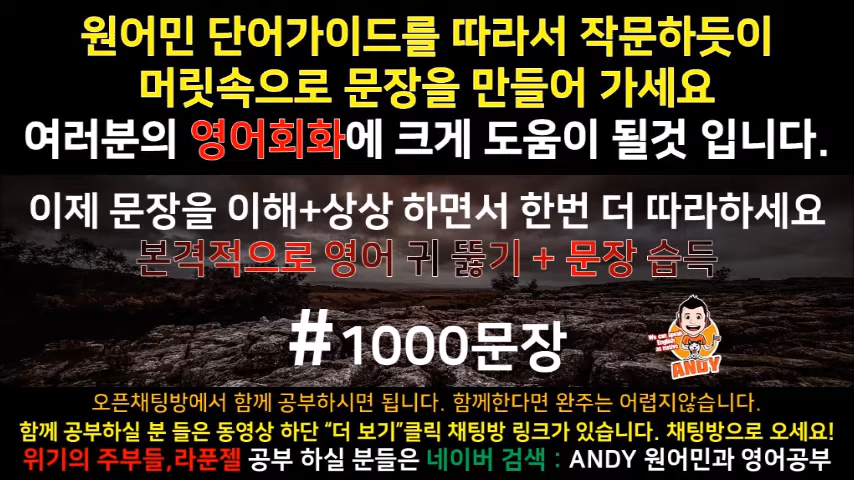 원어민 단어가이드를 따라서 작문하듯이
머릿속으로 문장을 만들어 가세요
여러분의 영어회화에 크게 도움이 될것 입니다.
이제 문장을 이해+상상 하면서 한번 더 따라하세요
본격적으로 영어 귀 뚫기 + 문장 습득
#1000문장
We can speak
English
as native
ANDY
오픈채팅방에서 함께 공부하시면 됩니다. 함께한다면 완주는 어렵지않습니다.
함께 공부하실 분 들은 동영상 하단 “더 보기”클릭 채팅방 링크가 있습니다. 채팅방으로 오세요!
위기의 주부들,라푼젤 공부 하실 분들은 네이버 검색 : ANDY 원어민과 영어공부